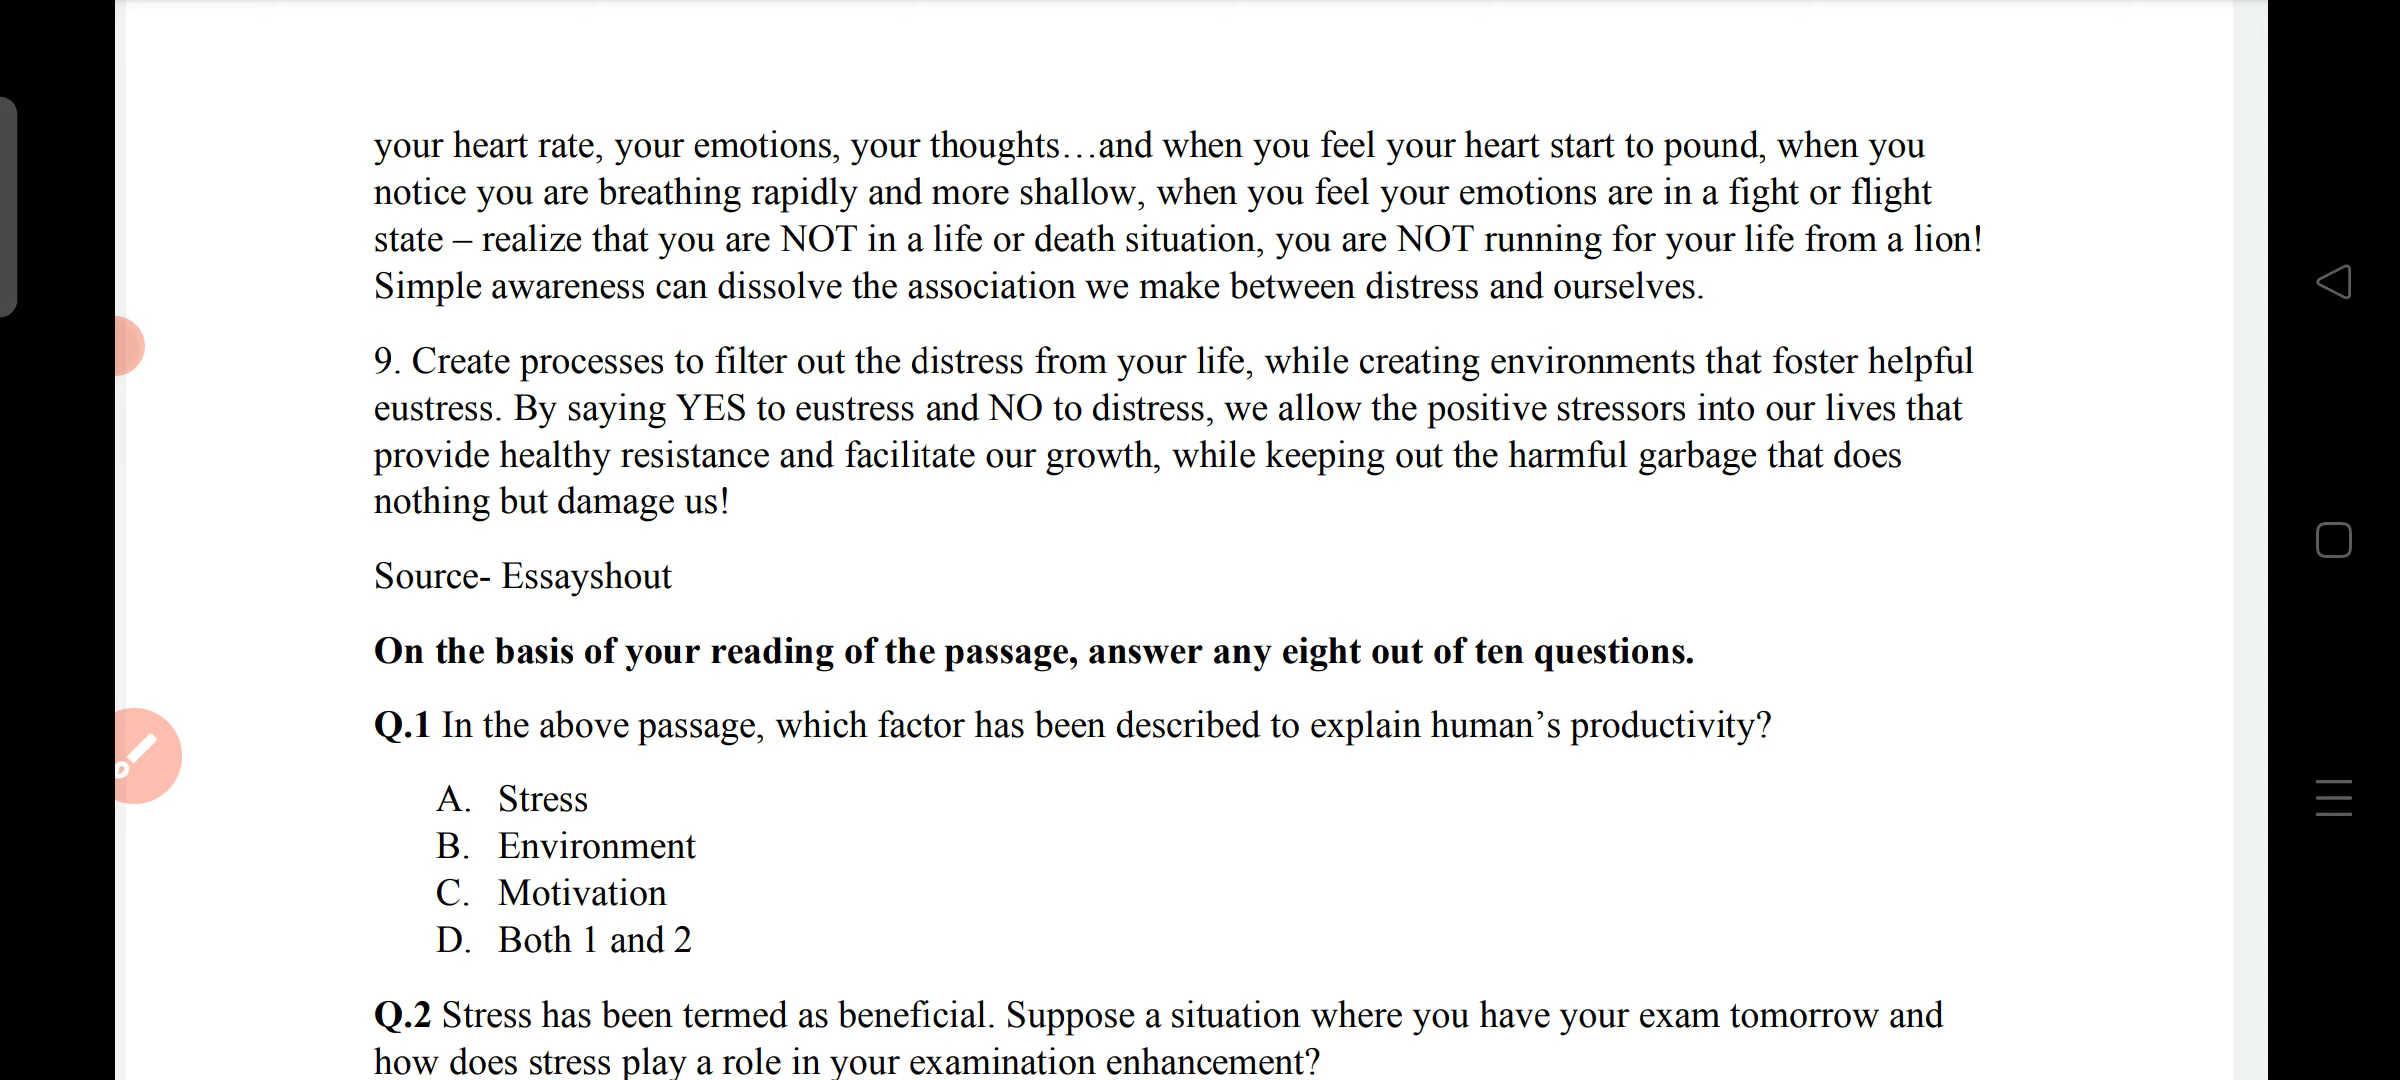 your heart rate, your emotions, your thoughts…and when you feel your heart start to pound, when you
notice you are breathing rapidly and more shallow, when you feel your emotions are in a fight or flight
state – realize that you are NOT in a life or death situation, you are NOT running for your life from a lion!
Simple awareness can dissolve the association we make between distress and ourselves.
9. Create processes to filter out the distress from your life, while creating environments that foster helpful
eustress. By saying YES to eustress and NO to distress, we allow the positive stressors into our lives that
provide healthy resistance and facilitate our growth, while keeping out the harmful garbage that does
nothing but damage us!
Source- Essayshout
On the basis of your reading of the passage, answer any eight out of ten questions.
Q.1 In the above passage, which factor has been described to explain human’s productivity?
A. Stress
B. Environment
C. Motivation
D. Both 1 and 2
Q.2 Stress has been termed as beneficial. Suppose a situation where you have your exam tomorrow and
how does stress play a role in your examination enhancement?